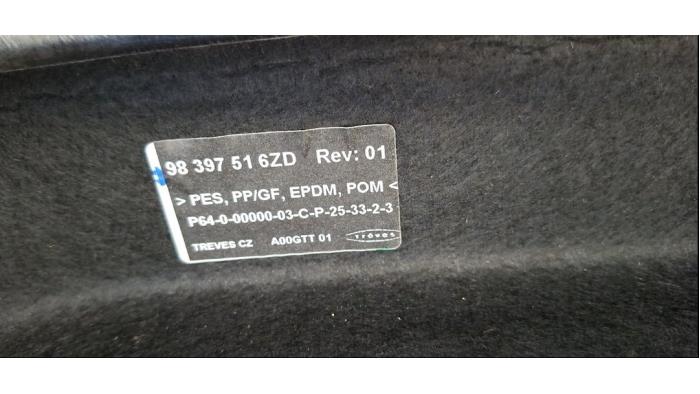 98 397 51 6ZD Rev: 01
> PES, PP/GF, EPDM, POM <
P64-0-00000-03-C-P-25-33-2-3
TREVES CZ A00GTT 01 Trèves